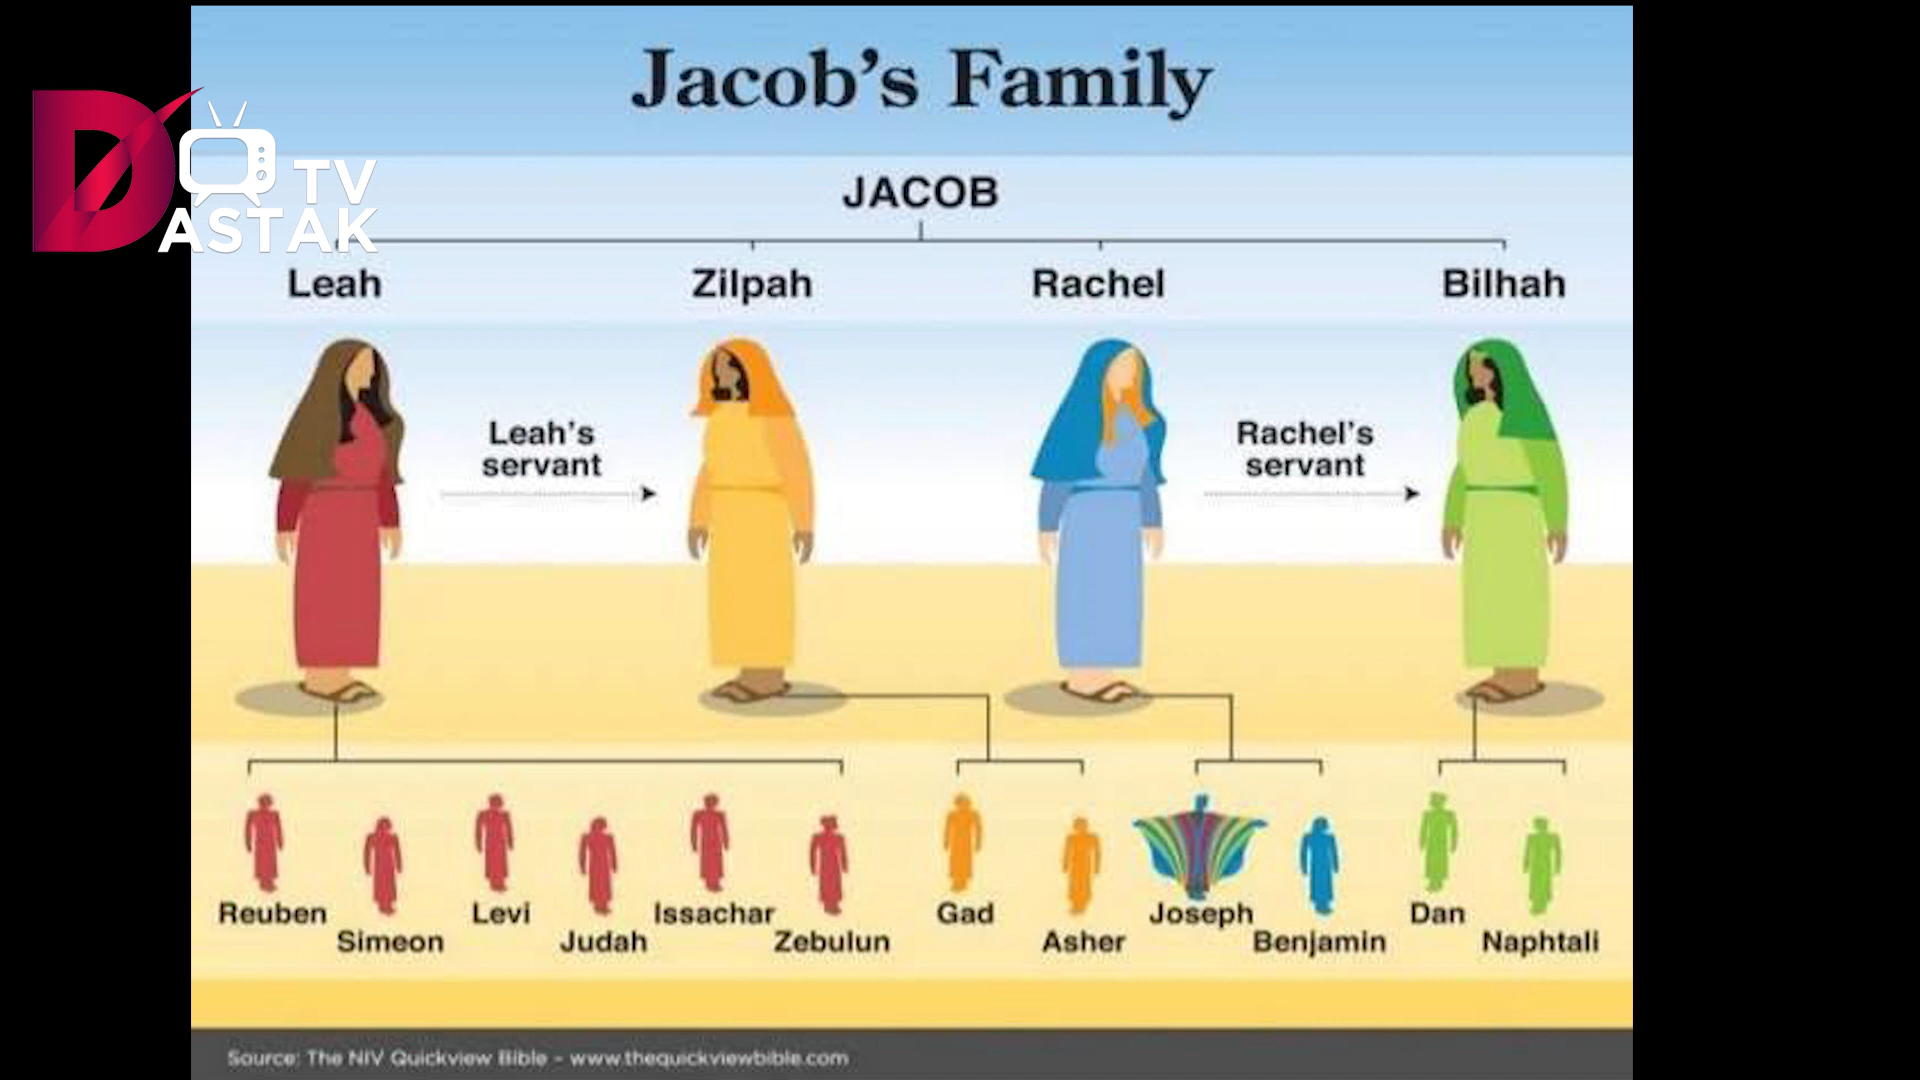 Jacob's Family
DASTAK TV
JACOB
Leah
Zilpah
Rachel
Bilhah
Leah's
servant
Rachel's
servant
Reuben
Simeon
Levi
Judah
Issachar
Zebulun
Gad
Asher
Joseph
Benjamin
Dan
Naphtali
Source: The NIV Quickview Bible – www.thequickviewbible.com